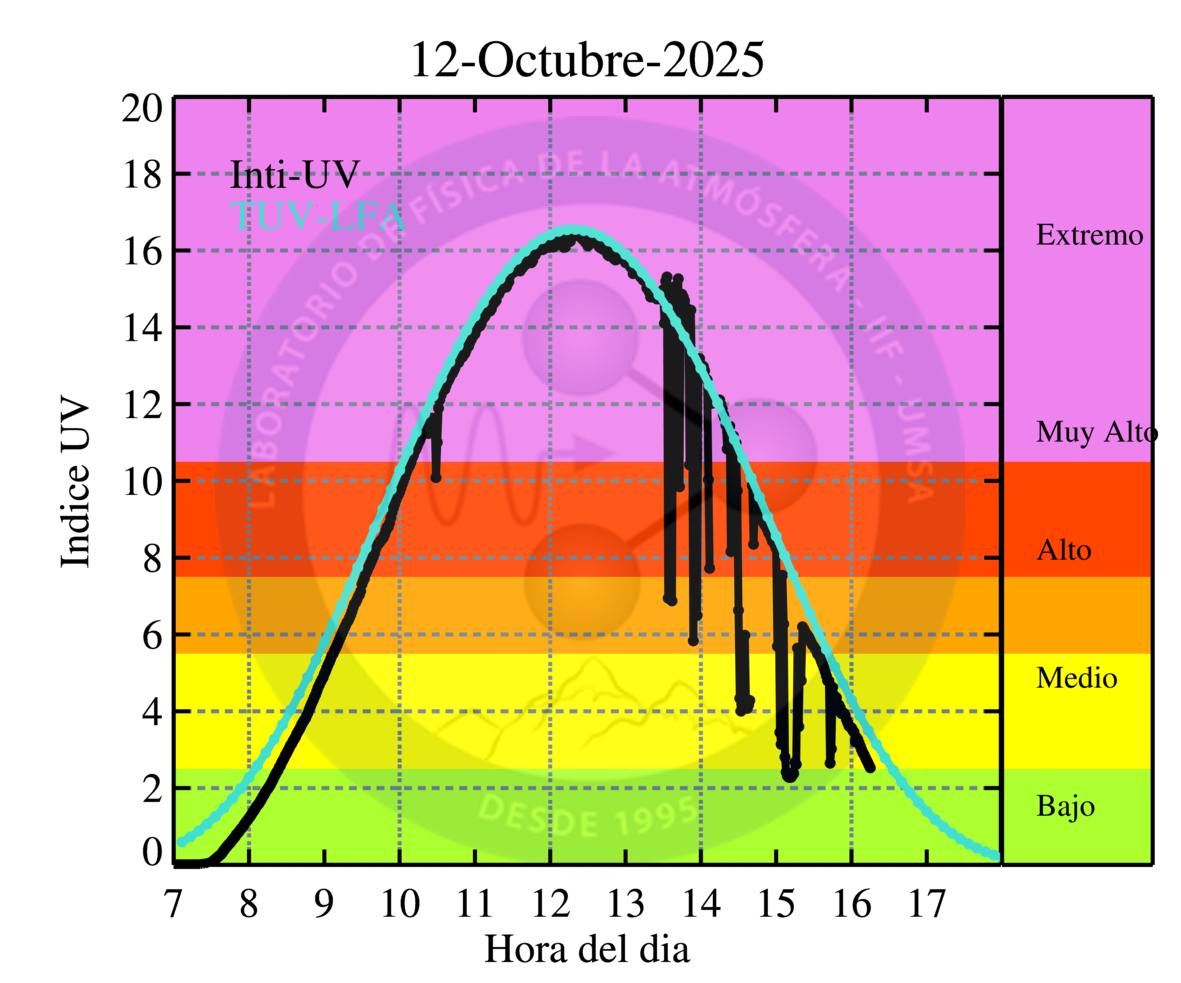 12-Octubre-2025
Indice UV
20
18
16
14
12
10
8
6
4
2
0
Inti-UV
TUV-LFA
LABORATORIO DE FÍSICA DE LA ATMÓSFERA - IIF - UMSA
DESDE 1995
Extremo
Muy Alto
Alto
Medio
Bajo
7 8 9 10 11 12 13 14 15 16 17
Hora del dia